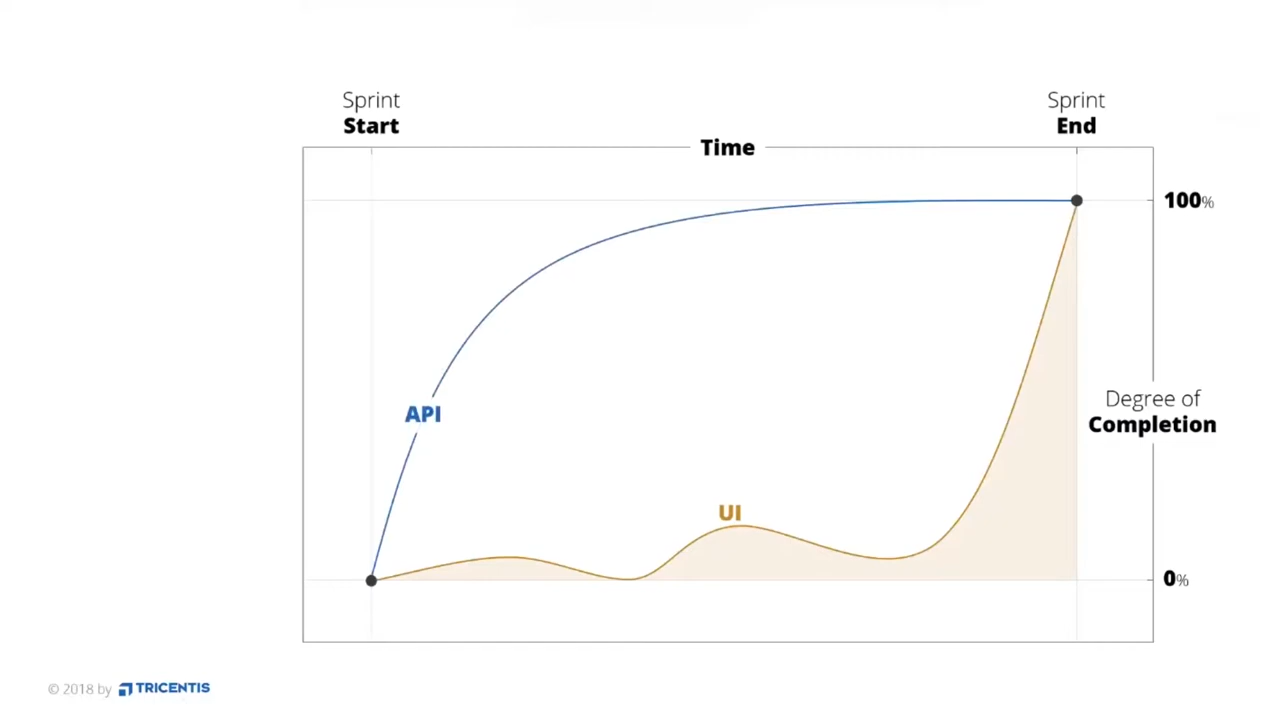 Sprint
Start
Sprint
End
Time
100%
API
Degree of
Completion
UI
0%
© 2018 by TRICENTIS